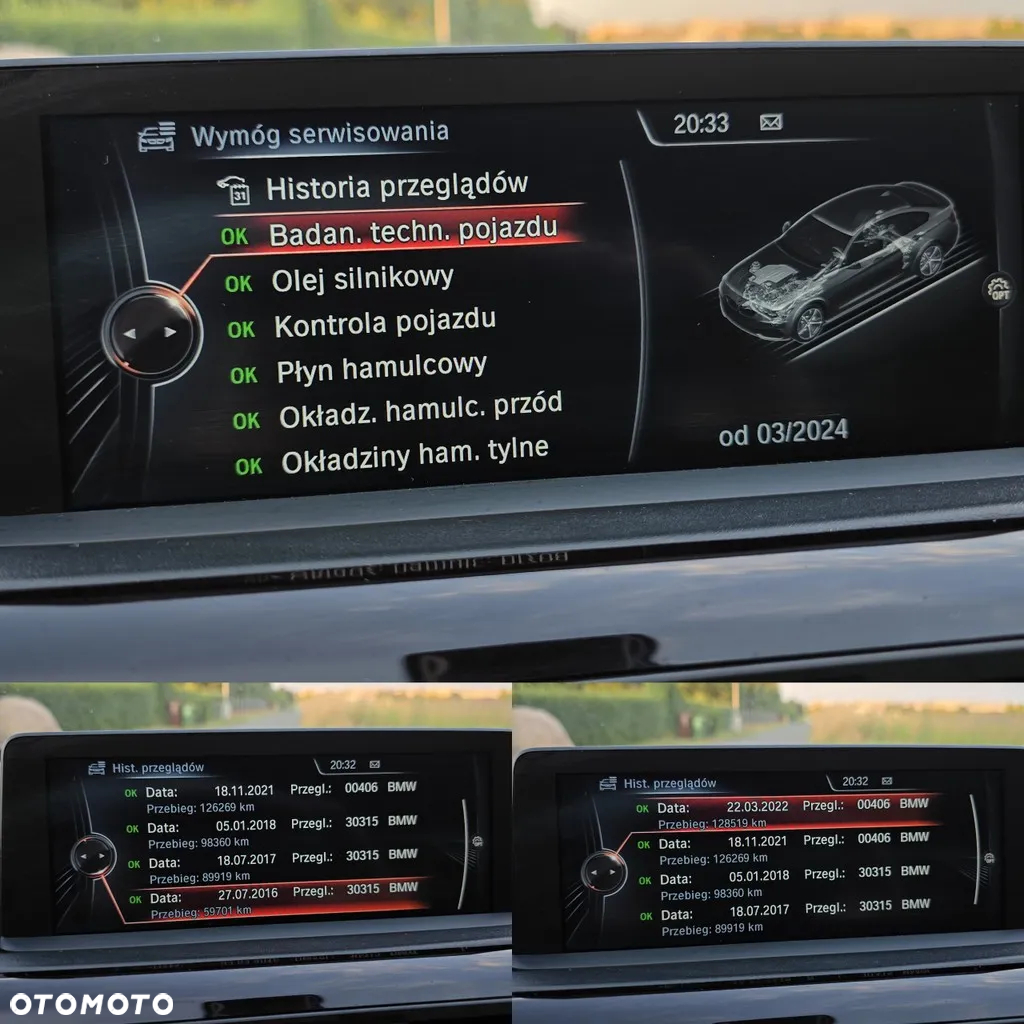 Wymóg serwisowania
20:33
31 Historia przeglądów
OK Badan. techn. pojazdu
OK Olej silnikowy
OK Kontrola pojazdu
OK Płyn hamulcowy
OK Okładz. hamulc. przód
OK Okładziny ham. tylne
OPT
od 03/2024
Hist. przeglądów
20:32
OK Data: 18.11.2021 Przegl.: 00406 BMW
Przebieg: 126269 km
OK Data: 05.01.2018 Przegl.: 30315 BMW
Przebieg: 98360 km
OK Data: 18.07.2017 Przegl.: 30315 BMW
Przebieg: 89919 km
OK Data: 27.07.2016 Przegl.: 30315 BMW
Przebieg: 59701 km
Hist. przeglądów
20:32
OK Data: 22.03.2022 Przegl.: 00406 BMW
Przebieg: 128519 km
OK Data: 18.11.2021 Przegl.: 00406 BMW
Przebieg: 126269 km
OK Data: 05.01.2018 Przegl.: 30315 BMW
Przebieg: 98360 km
OK Data: 18.07.2017 Przegl.: 30315 BMW
Przebieg: 89919 km
OTOMOTO